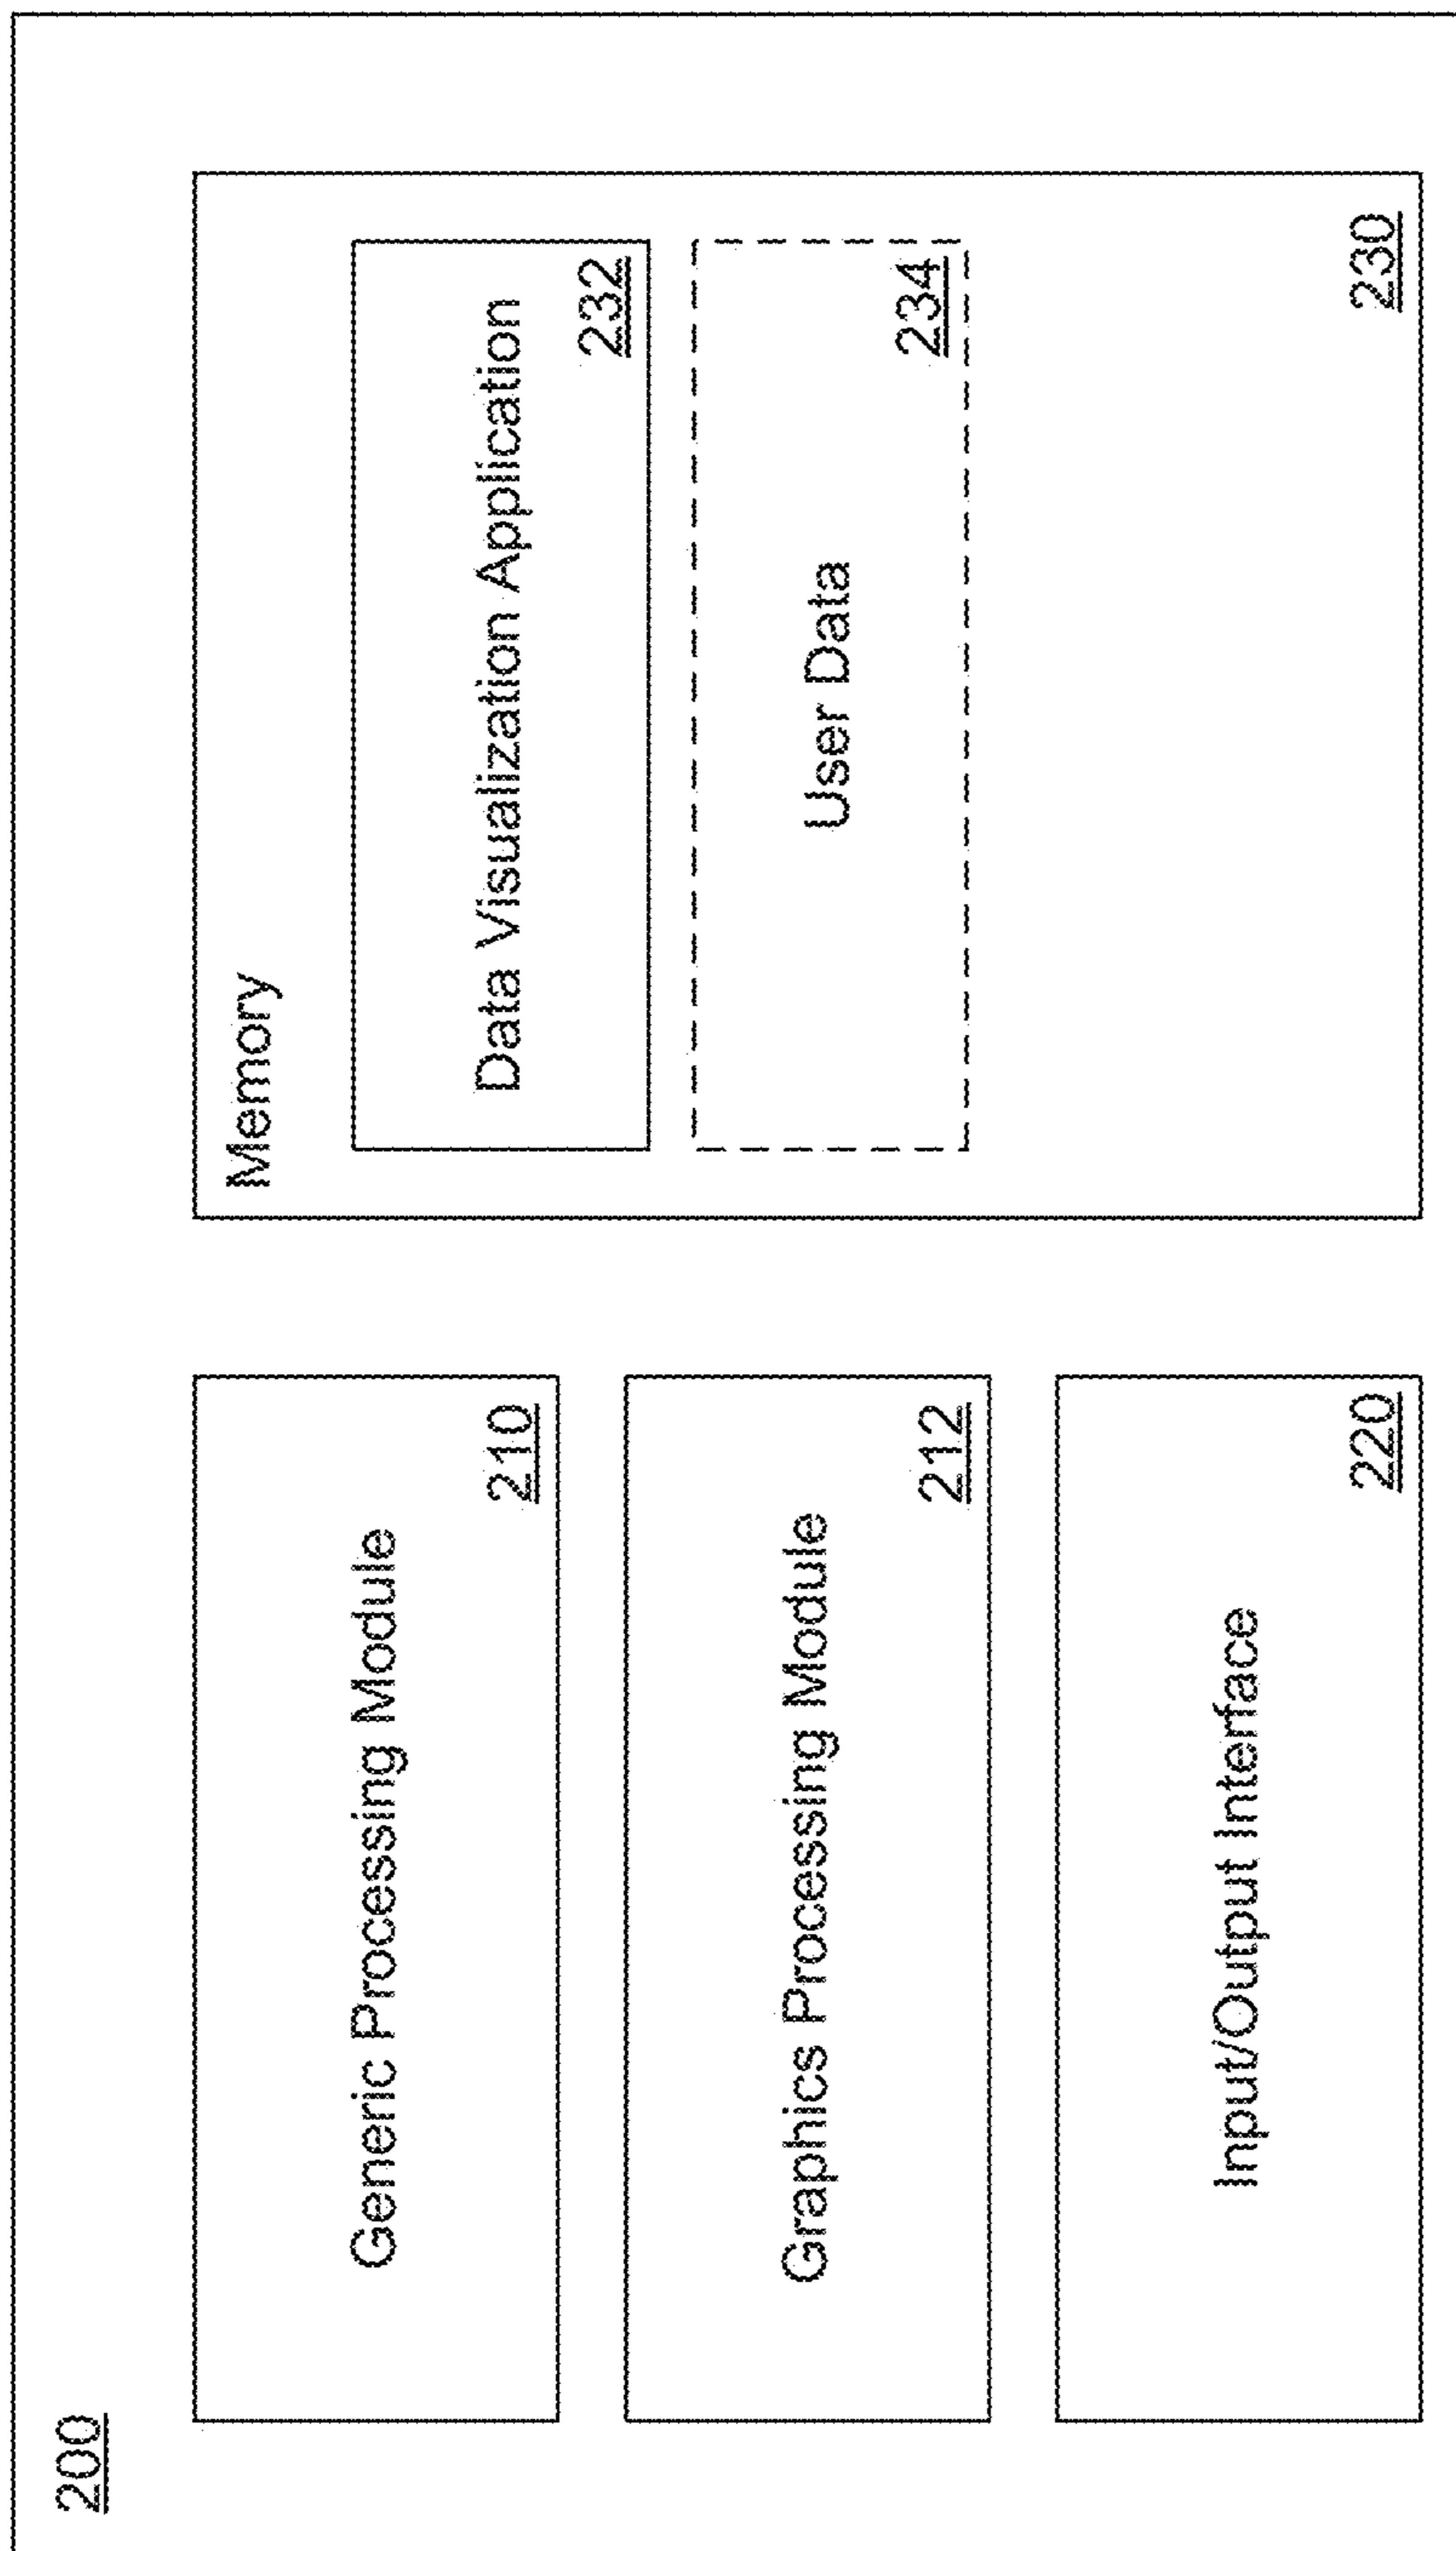 200
Generic Processing Module
210
Graphics Processing Module
212
Input/Output Interface
220
Memory
Data Visualization Application
232
User Data
234
230